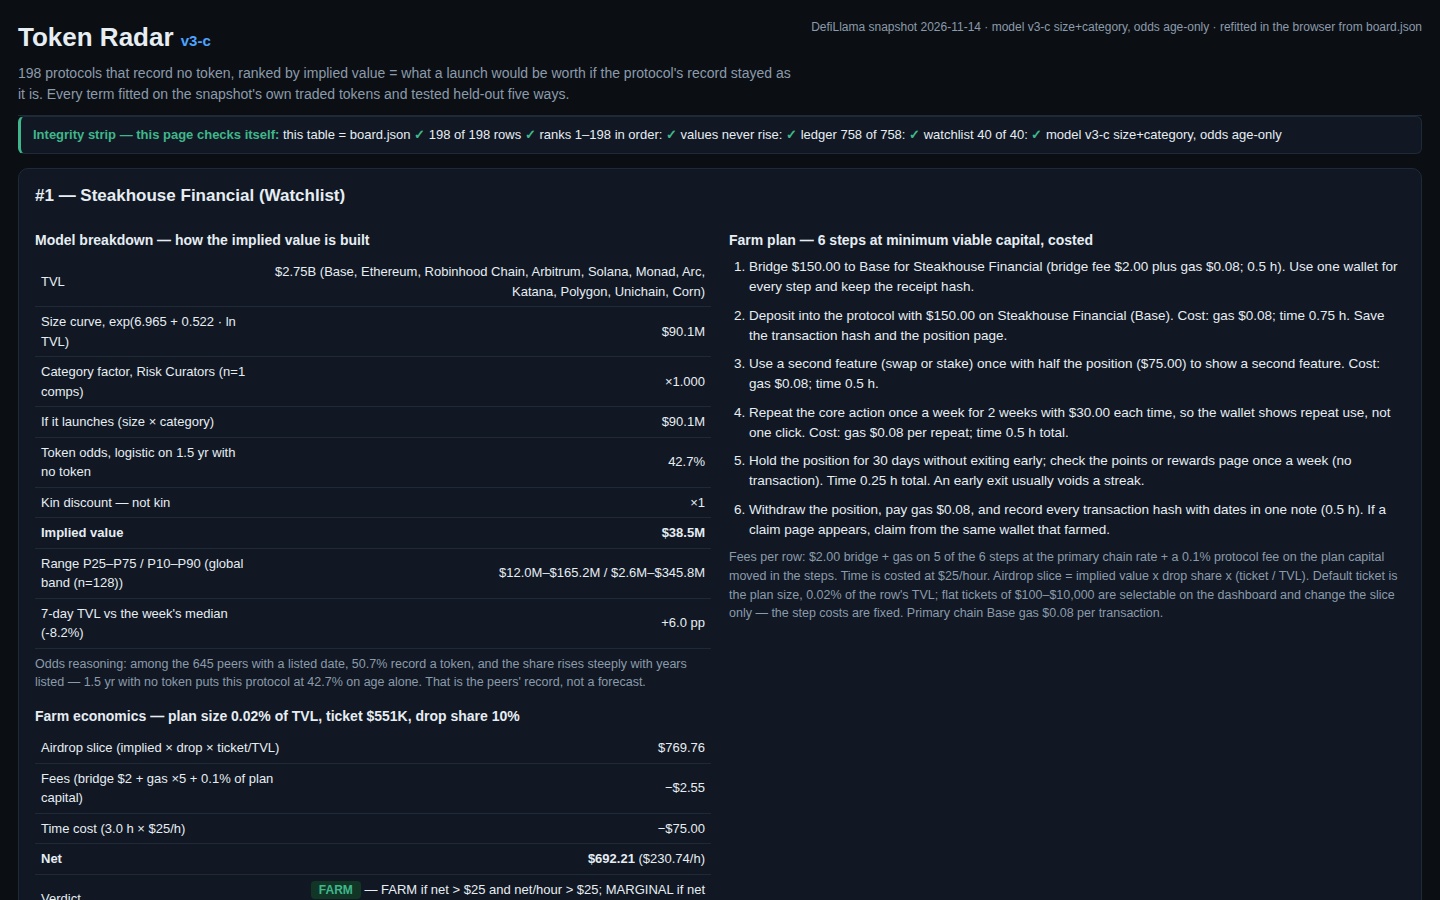 Token Radar v3-c
DefiLlama snapshot 2026-11-14 · model v3-c size+category, odds age-only · refitted in the browser from board.json
198 protocols that record no token, ranked by implied value = what a launch would be worth if the protocol's record stayed as
it is. Every term fitted on the snapshot's own traded tokens and tested held-out five ways.
Integrity strip — this page checks itself: this table = board.json ✓ 198 of 198 rows ✓ ranks 1–198 in order: ✓ values never rise: ✓ ledger 758 of 758: ✓ watchlist 40 of 40: ✓ model v3-c size+category, odds age-only
#1 — Steakhouse Financial (Watchlist)
Model breakdown — how the implied value is built
TVL
$2.75B (Base, Ethereum, Robinhood Chain, Arbitrum, Solana, Monad, Arc,
Katana, Polygon, Unichain, Corn)
Size curve, exp(6.965 + 0.522 · ln
TVL)
$90.1M
Category factor, Risk Curators (n=1
comps)
×1.000
If it launches (size × category)
$90.1M
Token odds, logistic on 1.5 yr with
no token
42.7%
Kin discount — not kin
×1
Implied value
$38.5M
Range P25–P75 / P10–P90 (global
band (n=128))
$12.0M–$165.2M / $2.6M–$345.8M
7-day TVL vs the week's median
(-8.2%)
+6.0 pp
Odds reasoning: among the 645 peers with a listed date, 50.7% record a token, and the share rises steeply with years
listed — 1.5 yr with no token puts this protocol at 42.7% on age alone. That is the peers' record, not a forecast.
Farm economics — plan size 0.02% of TVL, ticket $551K, drop share 10%
Airdrop slice (implied × drop × ticket/TVL)
$769.76
Fees (bridge $2 + gas ×5 + 0.1% of plan
capital)
−$2.55
Time cost (3.0 h × $25/h)
−$75.00
Net
$692.21 ($230.74/h)
Verdict
FARM — FARM if net > $25 and net/hour > $25; MARGINAL if net
Farm plan — 6 steps at minimum viable capital, costed
1. Bridge $150.00 to Base for Steakhouse Financial (bridge fee $2.00 plus gas $0.08; 0.5 h). Use one wallet for
every step and keep the receipt hash.
2. Deposit into the protocol with $150.00 on Steakhouse Financial (Base). Cost: gas $0.08; time 0.75 h. Save
the transaction hash and the position page.
3. Use a second feature (swap or stake) once with half the position ($75.00) to show a second feature. Cost:
gas $0.08; time 0.5 h.
4. Repeat the core action once a week for 2 weeks with $30.00 each time, so the wallet shows repeat use, not
one click. Cost: gas $0.08 per repeat; time 0.5 h total.
5. Hold the position for 30 days without exiting early; check the points or rewards page once a week (no
transaction). Time 0.25 h total. An early exit usually voids a streak.
6. Withdraw the position, pay gas $0.08, and record every transaction hash with dates in one note (0.5 h). If a
claim page appears, claim from the same wallet that farmed.
Fees per row: $2.00 bridge + gas on 5 of the 6 steps at the primary chain rate + a 0.1% protocol fee on the plan capital
moved in the steps. Time is costed at $25/hour. Airdrop slice = implied value x drop share x (ticket / TVL). Default ticket is
the plan size, 0.02% of the row's TVL; flat tickets of $100–$10,000 are selectable on the dashboard and change the slice
only — the step costs are fixed. Primary chain Base gas $0.08 per transaction.